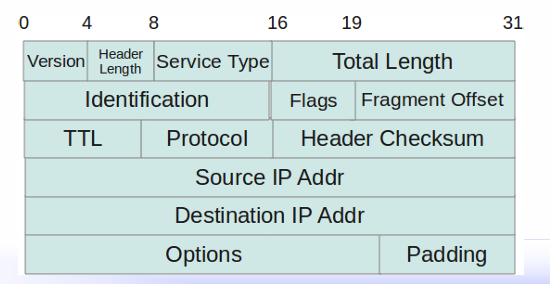 0 4 8 16 19 31
Version Header Length Service Type Total Length
Identification Flags Fragment Offset
TTL Protocol Header Checksum
Source IP Addr
Destination IP Addr
Options Padding